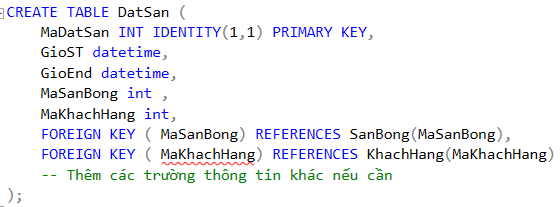 CREATE TABLE DatSan (
    MaDatSan INT IDENTITY(1,1) PRIMARY KEY,
    GioST datetime,
    GioEnd datetime,
    MaSanBong int ,
    MaKhachHang int,
    FOREIGN KEY ( MaSanBong) REFERENCES SanBong(MaSanBong),
    FOREIGN KEY ( MaKhachHang) REFERENCES KhachHang(MaKhachHang)
    -- Thêm các trường thông tin khác nếu cần
);